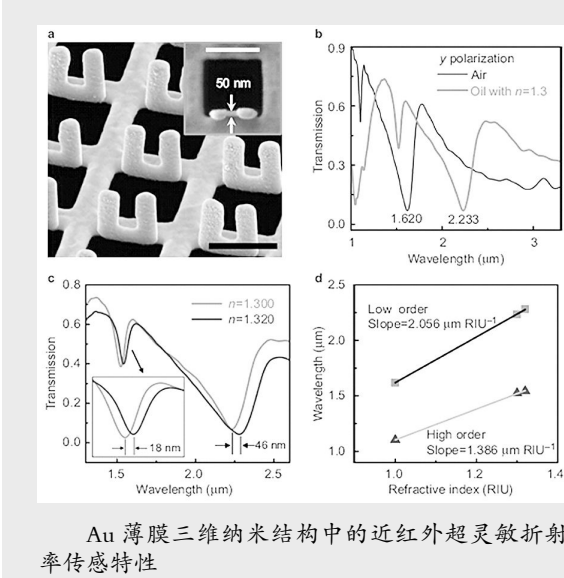 a
50 nm
b
y polarization
Air
Oil with n=1.3
0.9
0.6
0.3
0.0
Transmission
1.620
2.233
1
2
3
Wavelength (μm)
c
n=1.300
n=1.320
0.8
0.6
0.4
0.2
0.0
Transmission
18 nm
46 nm
1.5
2.0
2.5
Wavelength (μm)
d
2.5
2.0
1.5
1.0
Wavelength (μm)
Low order
Slope=2.056 μm RIU⁻¹
High order
Slope=1.386 μm RIU⁻¹
1.0
1.2
1.4
Refractive index (RIU)
Au 薄膜三维纳米结构中的近红外超灵敏折射
率传感特性